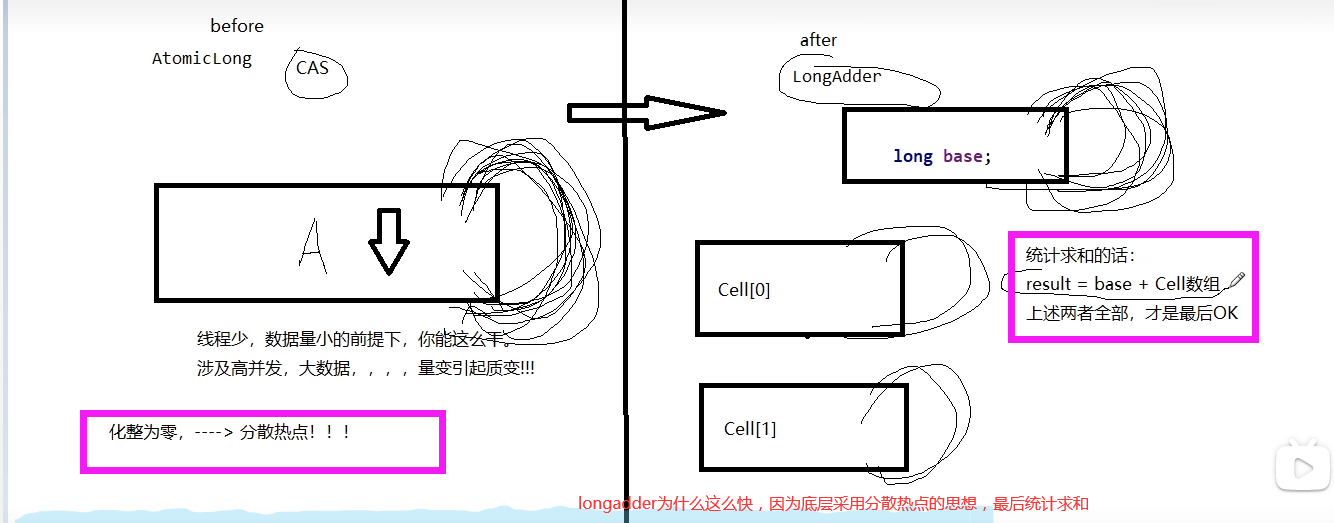 before
AtomicLong
CAS
A
线程少，数据量小的前提下，你能这么干。
涉及高并发，大数据，，，，量变引起质变!!!
化整为零，----> 分散热点！！！
after
LongAdder
long base;
Cell[0]
统计求和的话：
result = base + Cell数组
上述两者全部，才是最后OK
Cell[1]
longadder为什么这么快，因为底层采用分散热点的思想，最后统计求和